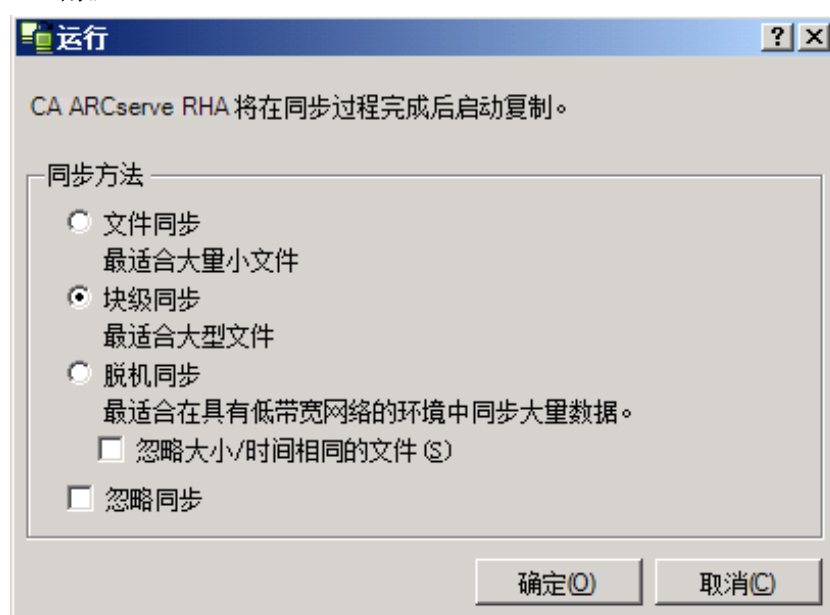 运行
CA ARCserve RHA 将在同步过程完成后启动复制。
同步方法
文件同步
最适合大量小文件
块级同步
最适合大型文件
脱机同步
最适合在具有低带宽网络的环境中同步大量数据。
忽略大小/时间相同的文件(S)
忽略同步
确定(O) 取消(C)